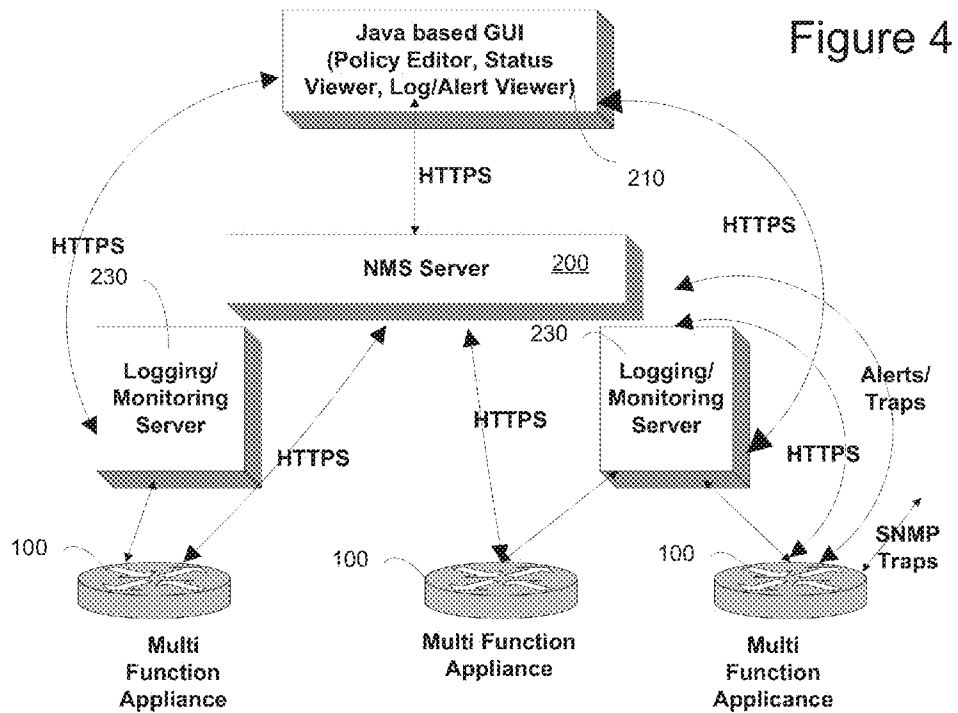 Figure 4
Java based GUI
(Policy Editor, Status
Viewer, Log/Alert Viewer)
210
HTTPS
HTTPS
HTTPS
230
NMS Server 200
230
Logging/
Monitoring
Server
Logging/
Monitoring
Server
Alerts/
Traps
HTTPS
HTTPS
HTTPS
SNMP
Traps
100
100
100
Multi
Function
Appliance
Multi Function
Appliance
Multi
Function
Applicance